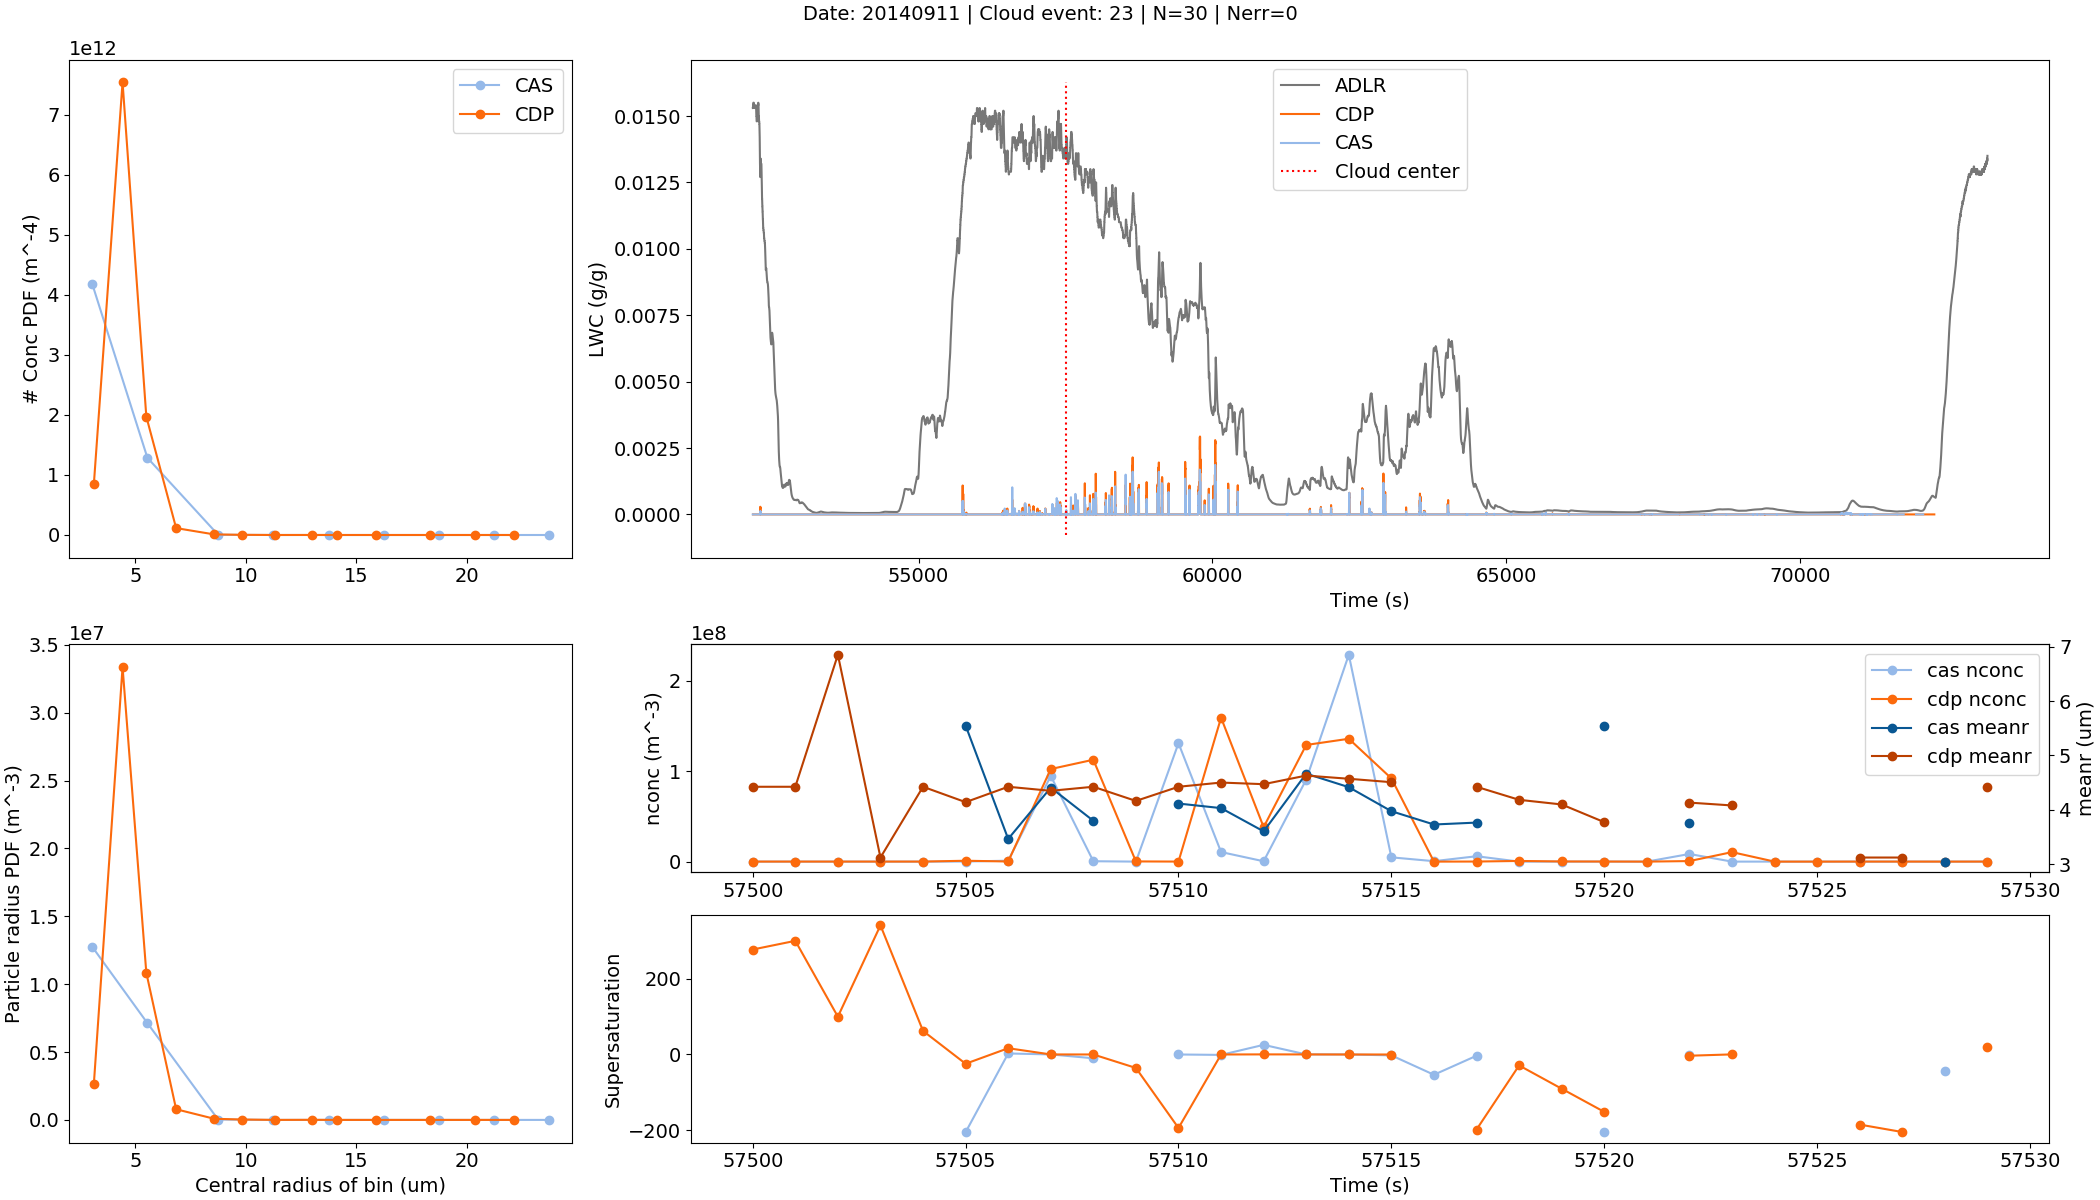 Date: 20140911 | Cloud event: 23 | N=30 | Nerr=0
1e12
# Conc PDF (m^-4)
7
6
5
4
3
2
1
0
5 10 15 20
CAS
CDP
LWC (g/g)
0.0150
0.0125
0.0100
0.0075
0.0050
0.0025
0.0000
55000 60000 65000 70000
Time (s)
ADLR
CDP
CAS
Cloud center
1e7
Particle radius PDF (m^-3)
3.5
3.0
2.5
2.0
1.5
1.0
0.5
0.0
5 10 15 20
Central radius of bin (um)
1e8
nconc (m^-3)
2
1
0
57500 57505 57510 57515 57520 57525 57530
7
6
5
4
3
meanr (um)
cas nconc
cdp nconc
cas meanr
cdp meanr
Supersaturation
200
0
−200
57500 57505 57510 57515 57520 57525 57530
Time (s)